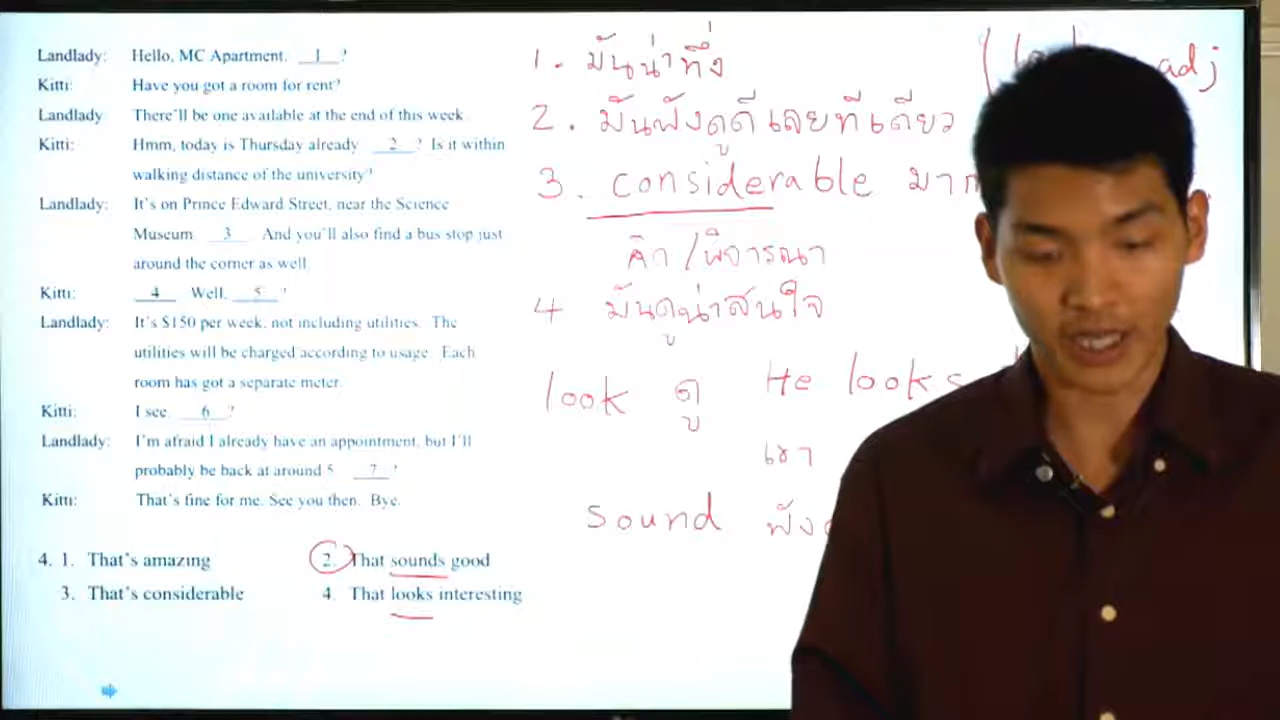 Landlady: Hello, MC Apartment. 1 ?
Kitti: Have you got a room for rent?
Landlady There'll be one available at the end of this week
Kitti: Hmm, today is Thursday already 2 ? Is it within
walking distance of the university?
Landlady: It's on Prince Edward Street, near the Science
Museum 3 And you'll also find a bus stop just
around the corner as well
Kitti: 4 Well, 5 ?
Landlady: It's $150 per week, not including utilities. The
utilities will be charged according to usage. Each
room has got a separate meter.
Kitti: I see. 6 ?
Landlady: I'm afraid I already have an appointment, but I'll
probably be back at around 5 7 ?
Kitti: That's fine for me. See you then. Bye.
4. 1. That's amazing 2. That sounds good
3. That's considerable 4 That looks interesting
1. มันน่าทึ่ง adj
2. มันฟังดูดีเลยทีเดียว
3. considerable มาก
คิด/พิจารณา
4 มันดูน่าสนใจ
look ดู He looks
เขา
sound ฟัง